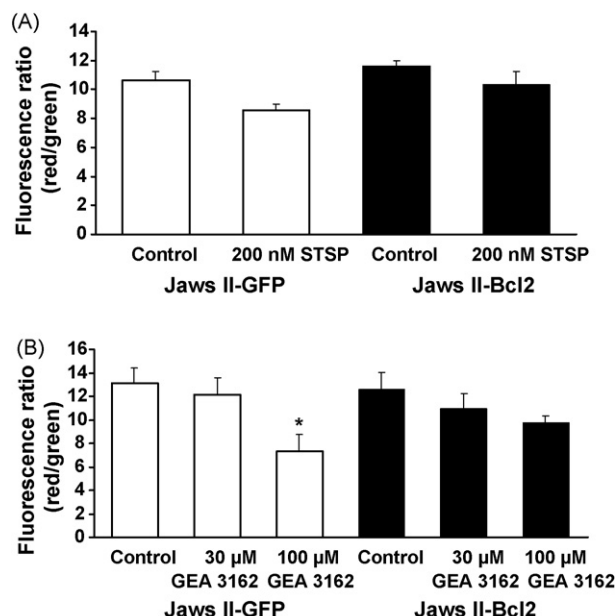 (A)
Fluorescence ratio
(red/green)
14
12
10
8
6
4
2
0
Control 200 nM STSP Control 200 nM STSP
Jaws II-GFP Jaws II-Bcl2
(B)
Fluorescence ratio
(red/green)
16
14
12
10
8
6
4
2
0
*
Control 30 µM 100 µM Control 30 µM 100 µM
GEA 3162 GEA 3162 GEA 3162 GEA 3162
Jaws II-GFP Jaws II-Bcl2